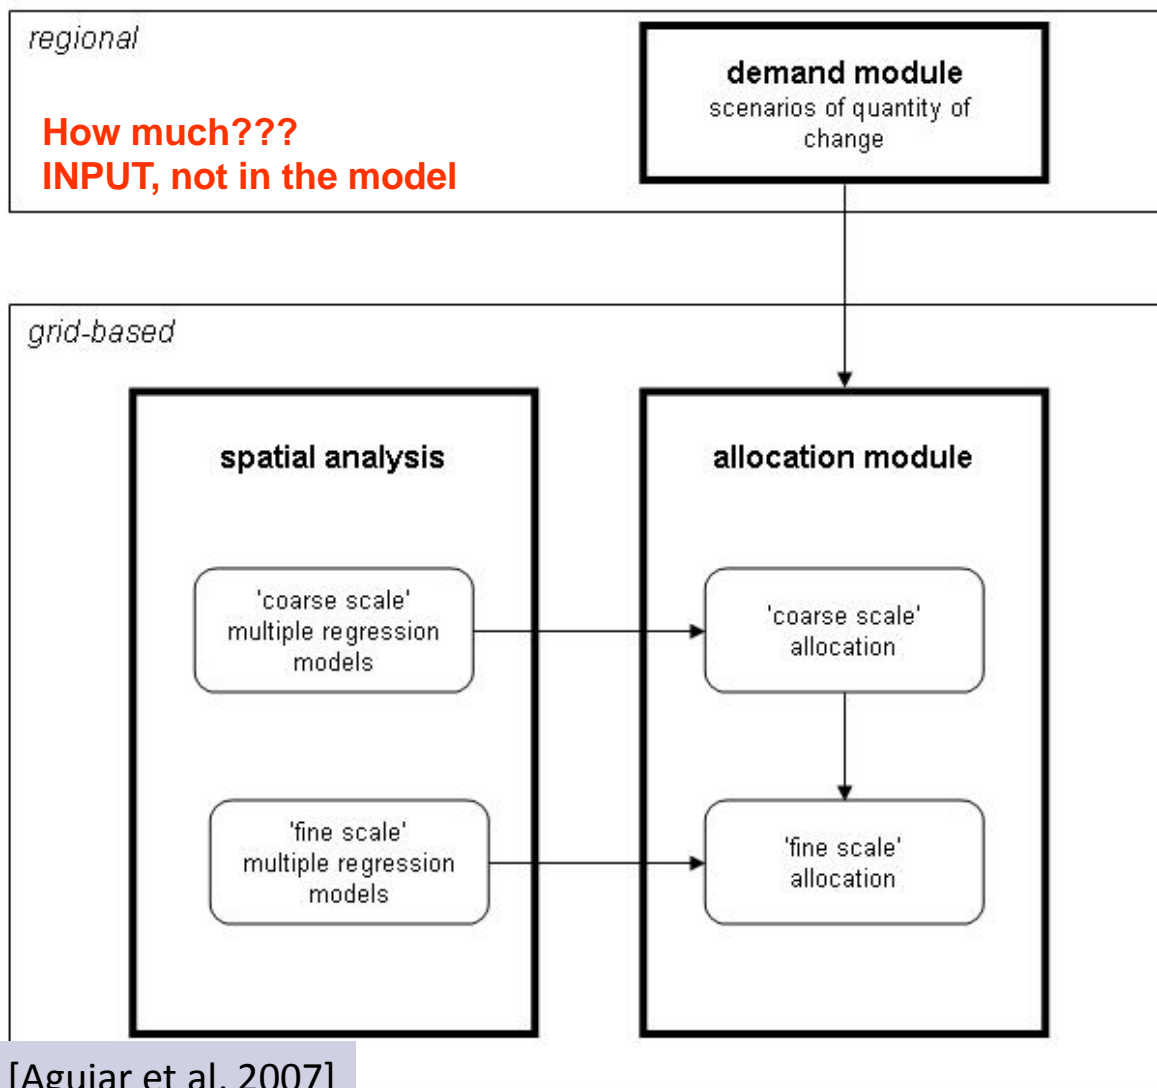 regional
How much???
INPUT, not in the model
demand module
scenarios of quantity of
change
grid-based
spatial analysis
'coarse scale'
multiple regression
models
'fine scale'
multiple regression
models
allocation module
'coarse scale'
allocation
'fine scale'
allocation
[Aguiar et al. 2007]